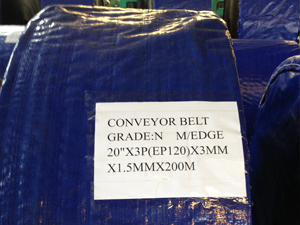 CONVEYOR BELT
GRADE:N M/EDGE
20"X3P(EP120)X3MM
X1.5MMX200M